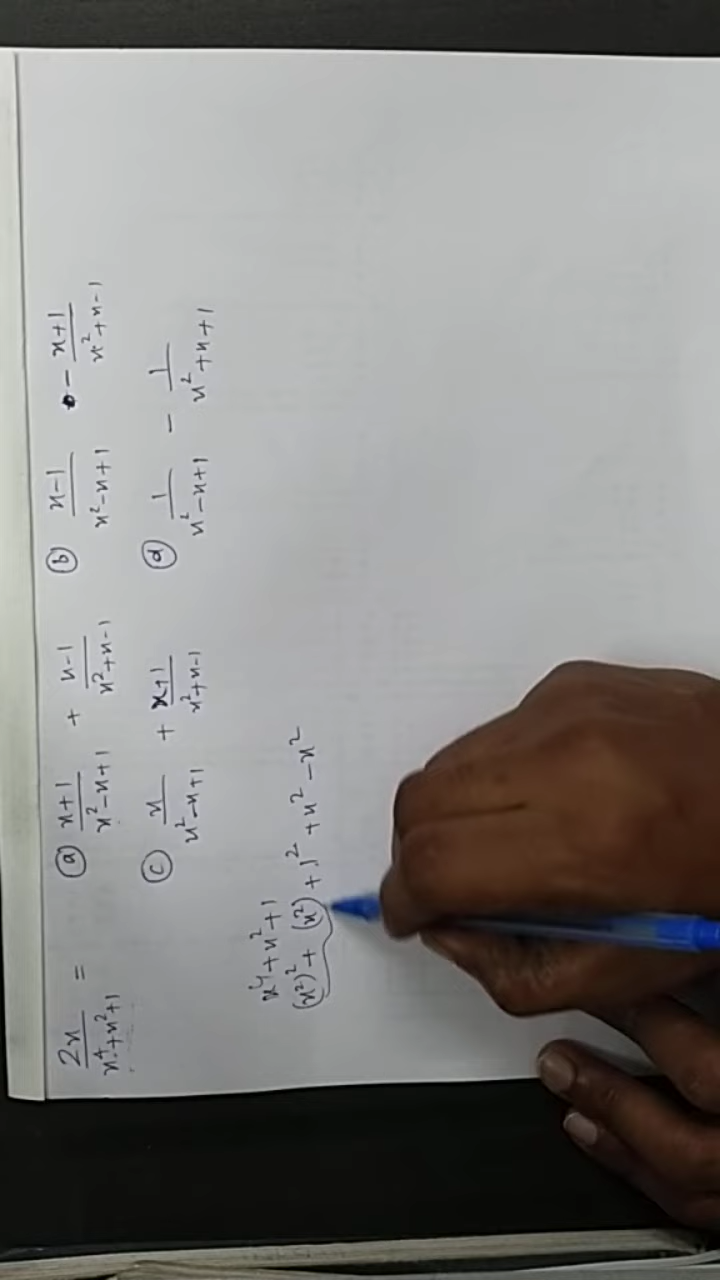 2x/(x⁴+x²+1) = (a) (x+1)/(x²-x+1) + (x-1)/(x²+x-1) (b) (x-1)/(x²-x+1) - (x+1)/(x²+x-1)
(c) x/(x²-x+1) + (x+1)/(x²+x-1) (d) 1/(x²-x+1) - 1/(x²+x+1)
x⁴+x²+1
(x²)²+(x²)+1²+x²-x²